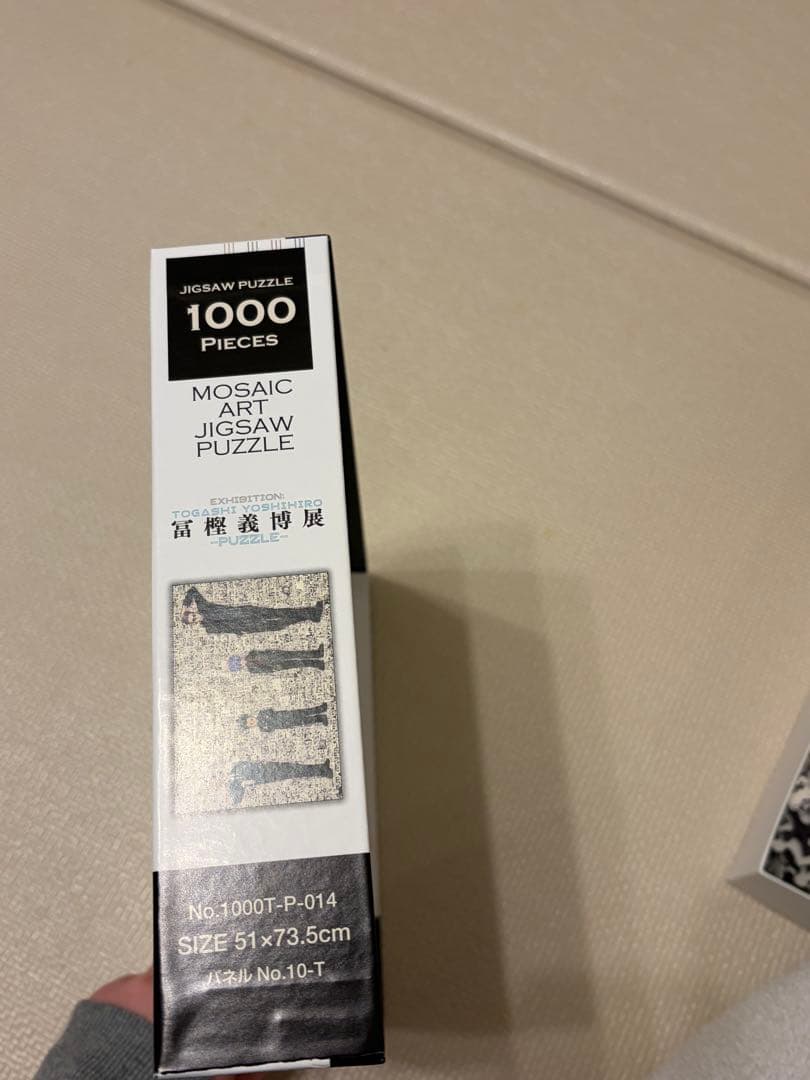 JIGSAW PUZZLE
1000
PIECES
MOSAIC
ART
JIGSAW
PUZZLE
EXHIBITION:
TOGASHI YOSHIHIRO
冨樫義博展
-PUZZLE-
No.1000T-P-014
SIZE 51×73.5cm
パネル No.10-T